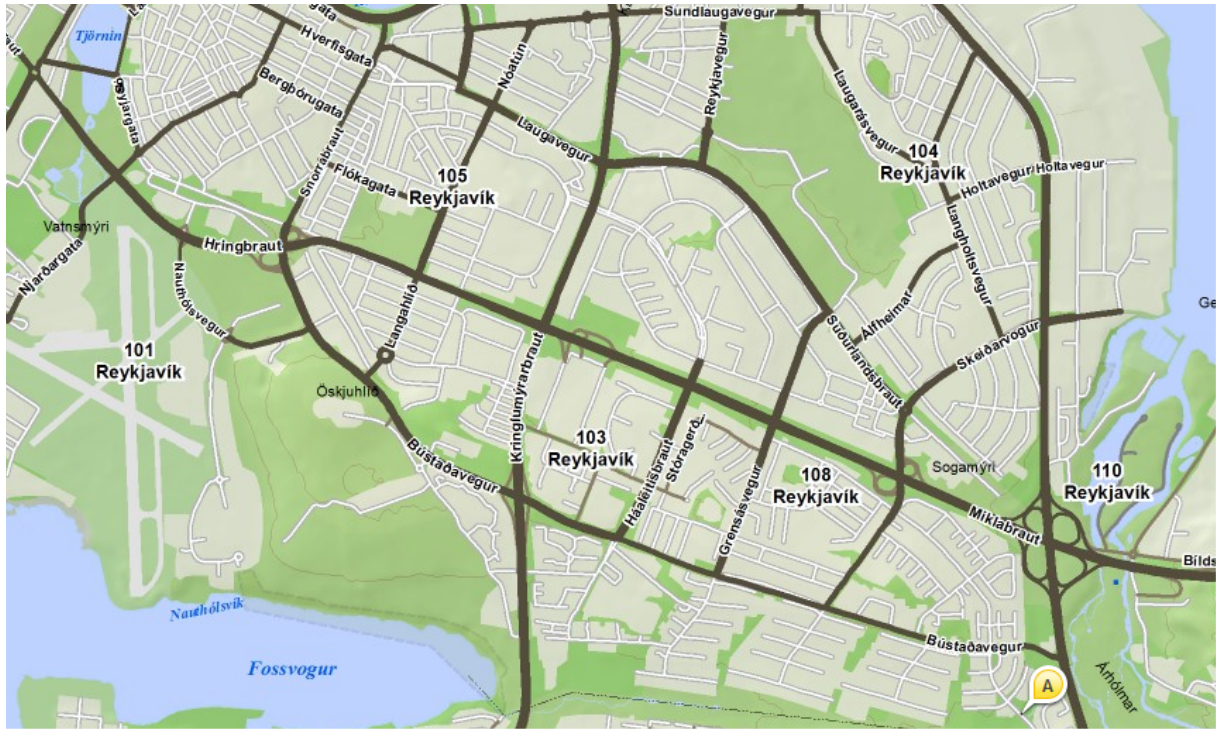 Sundlaugavegur
Tjörnin
Hverfisgata
Nóatún
Bergþórugata
Reykjavegur
Laugarásvegur
Laugavegur
Snorrabraut
Flókagata
105
Reykjavík
104
Reykjavík
Holtavegur
Holtavegur
Vatnsmýri
Hringbraut
Njarðargata
Nauthólsvegur
Langholtsvegur
Langahlíð
Álfheimar
Suðurlandsbraut
Skeiðarvogur
101
Reykjavík
Öskjuhlíð
Kringlumýrarbraut
103
Reykjavík
Háaleitisbraut
Stóragerði
Bústaðavegur
Grensásvegur
108
Reykjavík
Sogamýri
110
Reykjavík
Miklabraut
Bílds
Nauthólsvík
Fossvogur
Bústaðavegur
A
Árhólmar